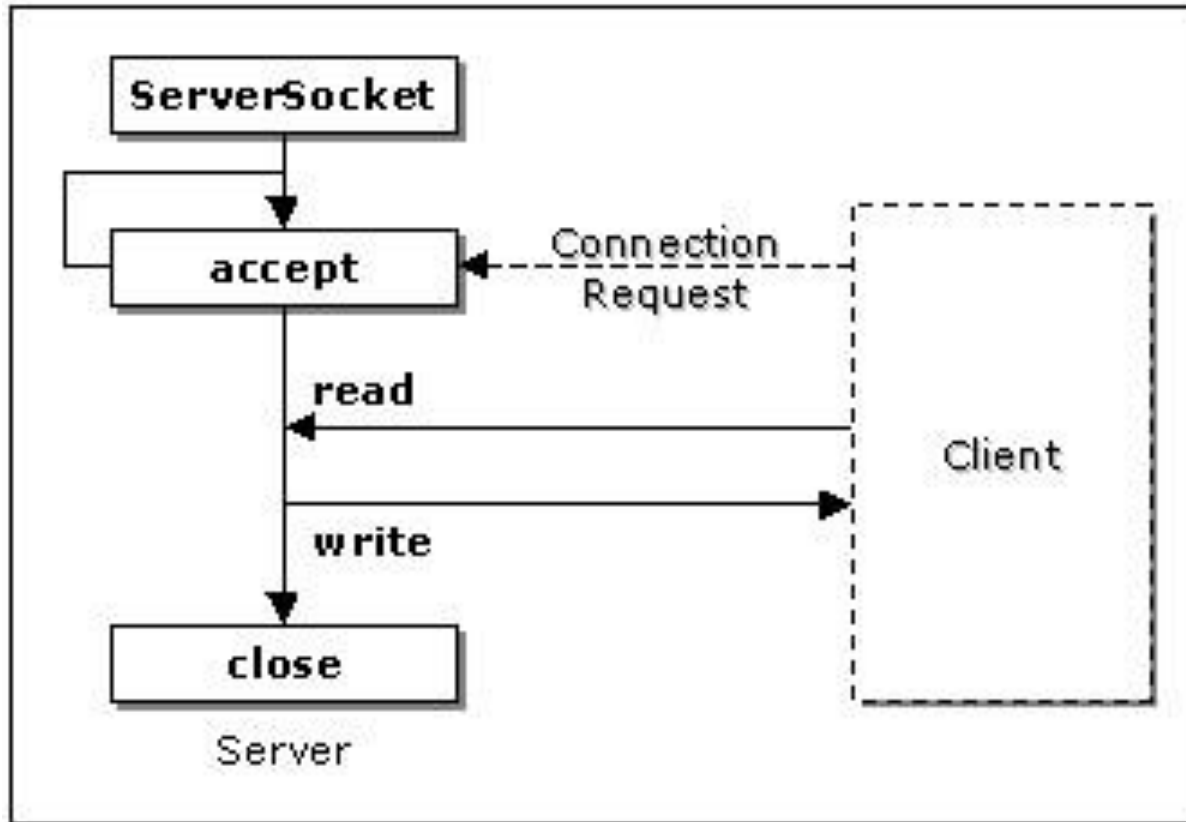 ServerSocket
accept
Connection
Request
read
Client
write
close
Server